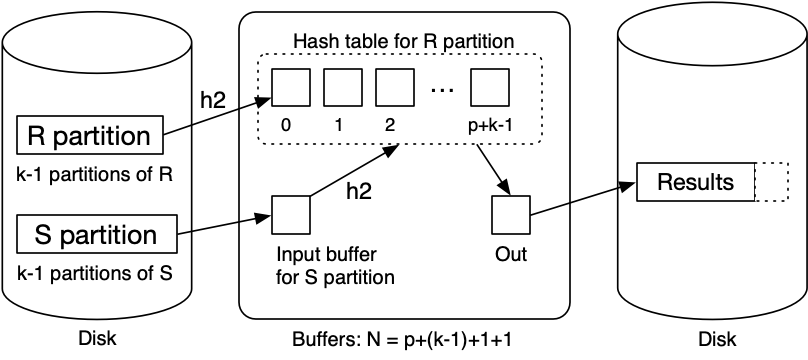 Hash table for R partition
h2
0 1 2 ... p+k-1
R partition
k-1 partitions of R
h2
S partition
k-1 partitions of S
Input buffer
for S partition
Out
Results
Disk
Buffers: N = p+(k-1)+1+1
Disk